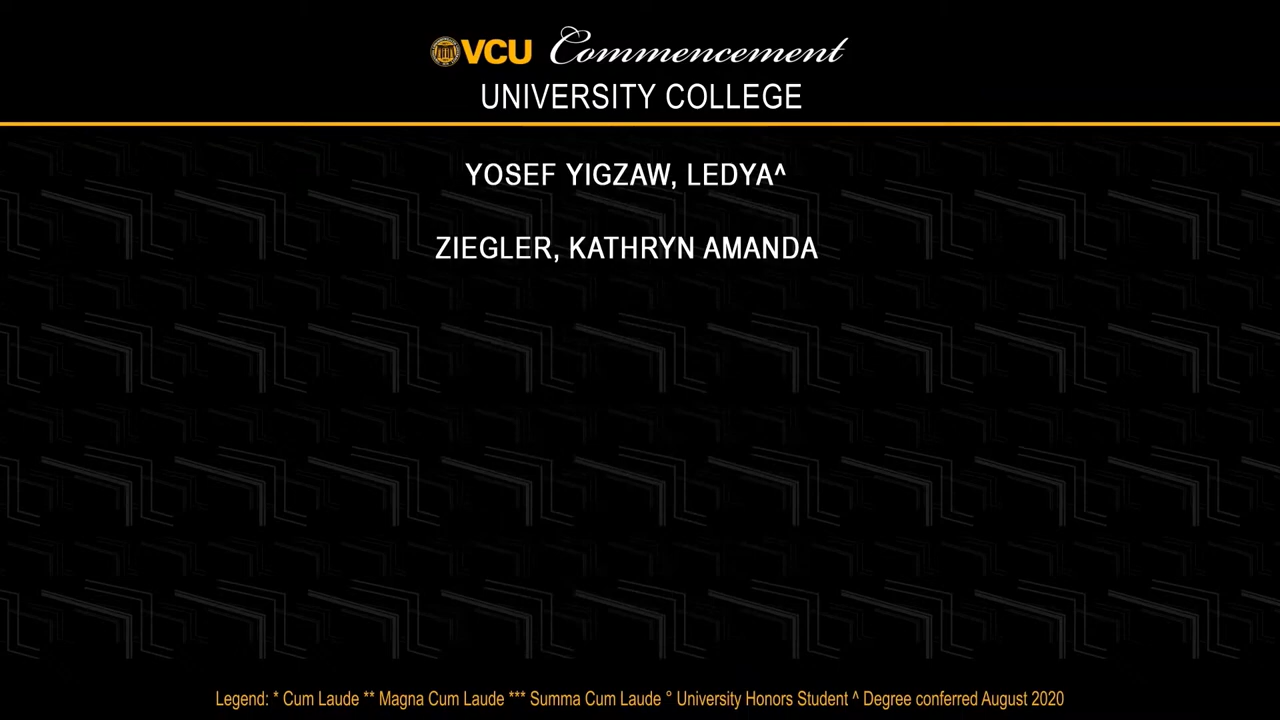 VCU Commencement
UNIVERSITY COLLEGE
YOSEF YIGZAW, LEDYA^
ZIEGLER, KATHRYN AMANDA
Legend: * Cum Laude ** Magna Cum Laude *** Summa Cum Laude ° University Honors Student ^ Degree conferred August 2020